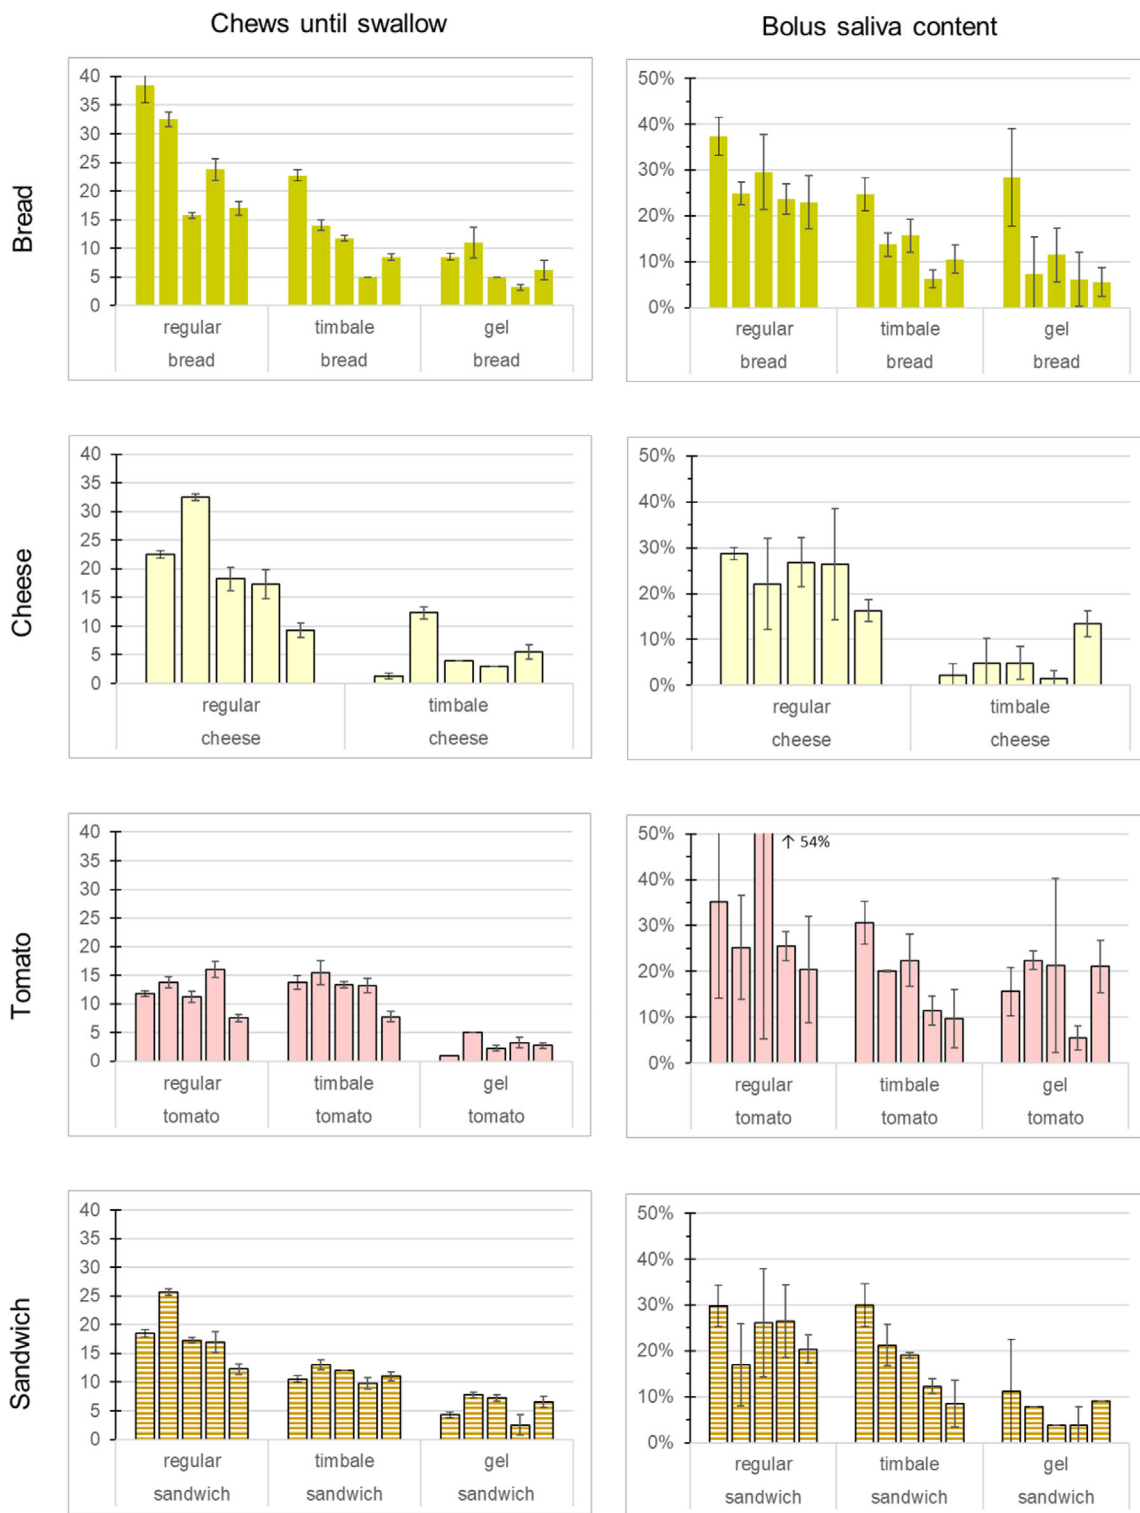 Chews until swallow
Bolus saliva content
Bread
40
35
30
25
20
15
10
5
0
regular timbale gel
bread bread bread
50%
40%
30%
20%
10%
0%
regular timbale gel
bread bread bread
Cheese
40
35
30
25
20
15
10
5
0
regular timbale
cheese cheese
50%
40%
30%
20%
10%
0%
regular timbale
cheese cheese
Tomato
40
35
30
25
20
15
10
5
0
regular timbale gel
tomato tomato tomato
50%
↑ 54%
40%
30%
20%
10%
0%
regular timbale gel
tomato tomato tomato
Sandwich
40
35
30
25
20
15
10
5
0
regular timbale gel
sandwich sandwich sandwich
50%
40%
30%
20%
10%
0%
regular timbale gel
sandwich sandwich sandwich